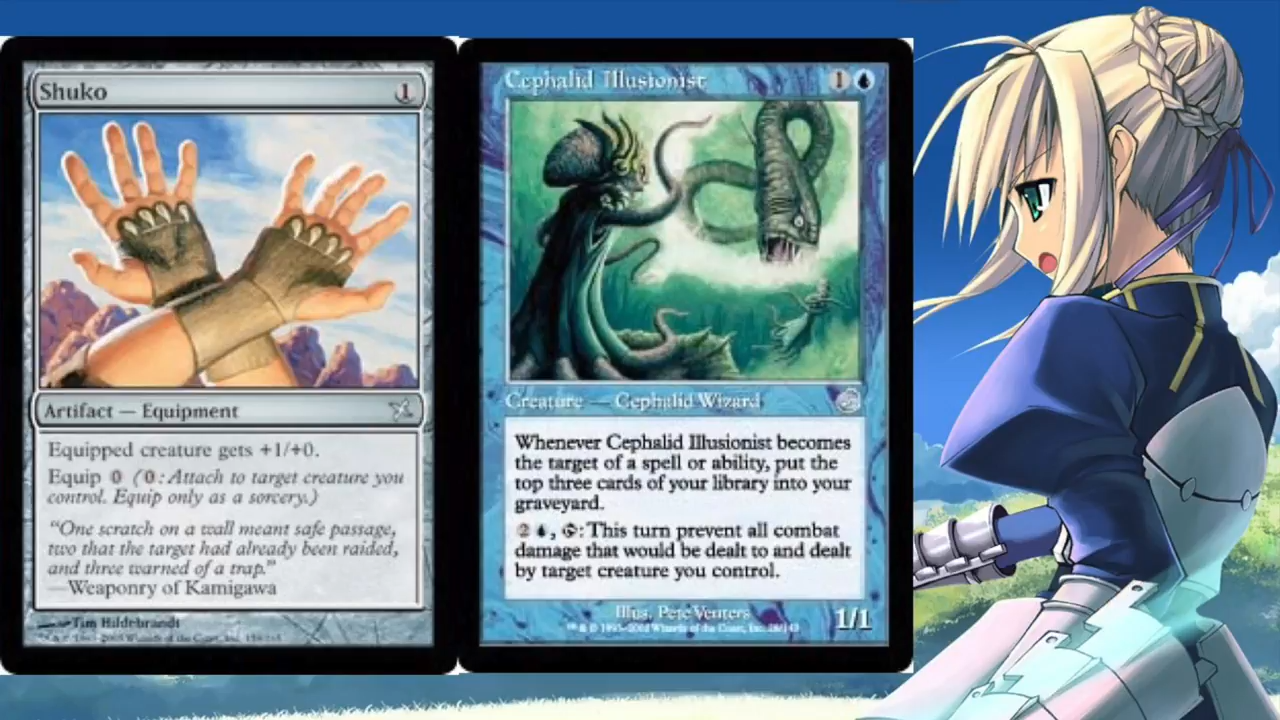 Shuko 1
Artifact — Equipment
Equipped creature gets +1/+0.
Equip 0 (0: Attach to target creature you
control. Equip only as a sorcery.)
"One scratch on a wall meant safe passage,
two that the target had already been raided,
and three warned of a trap."
—Weaponry of Kamigawa
Tim Hildebrandt
Cephalid Illusionist 1
Creature — Cephalid Wizard
Whenever Cephalid Illusionist becomes
the target of a spell or ability, put the
top three cards of your library into your
graveyard.
2 , : This turn prevent all combat
damage that would be dealt to and dealt
by target creature you control.
Illus. Pete Venters
1/1